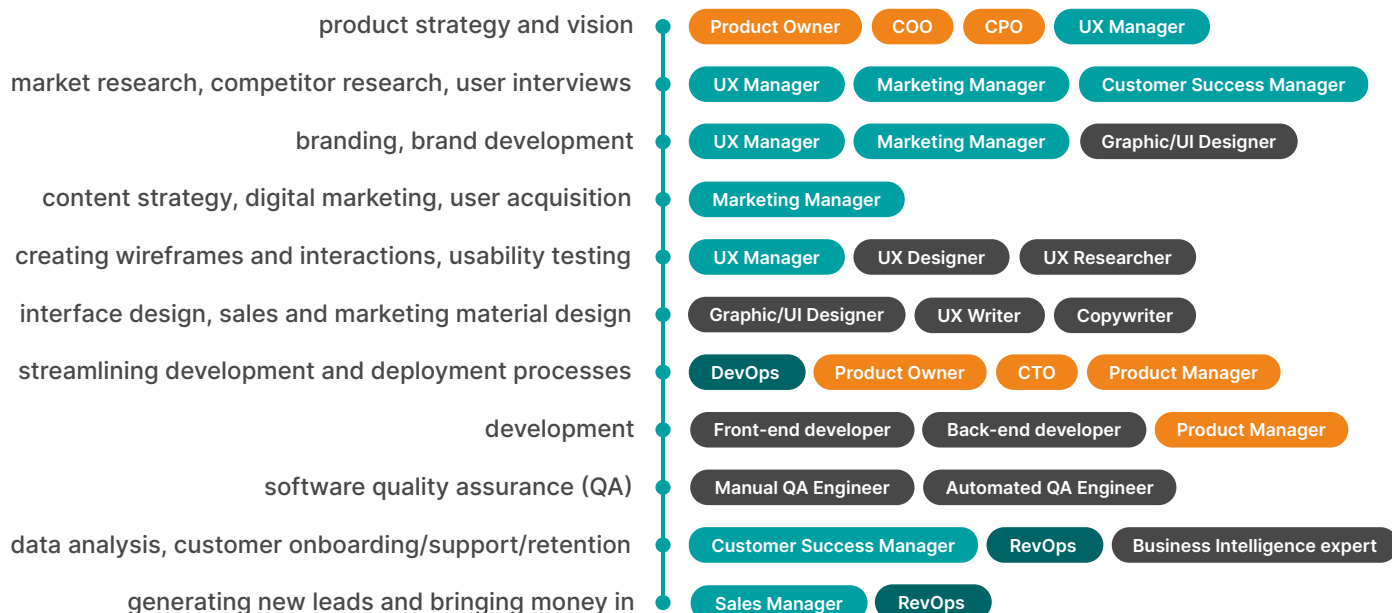 product strategy and vision Product Owner COO CPO UX Manager
market research, competitor research, user interviews UX Manager Marketing Manager Customer Success Manager
branding, brand development UX Manager Marketing Manager Graphic/UI Designer
content strategy, digital marketing, user acquisition Marketing Manager
creating wireframes and interactions, usability testing UX Manager UX Designer UX Researcher
interface design, sales and marketing material design Graphic/UI Designer UX Writer Copywriter
streamlining development and deployment processes DevOps Product Owner CTO Product Manager
development Front-end developer Back-end developer Product Manager
software quality assurance (QA) Manual QA Engineer Automated QA Engineer
data analysis, customer onboarding/support/retention Customer Success Manager RevOps Business Intelligence expert
generating new leads and bringing money in Sales Manager RevOps